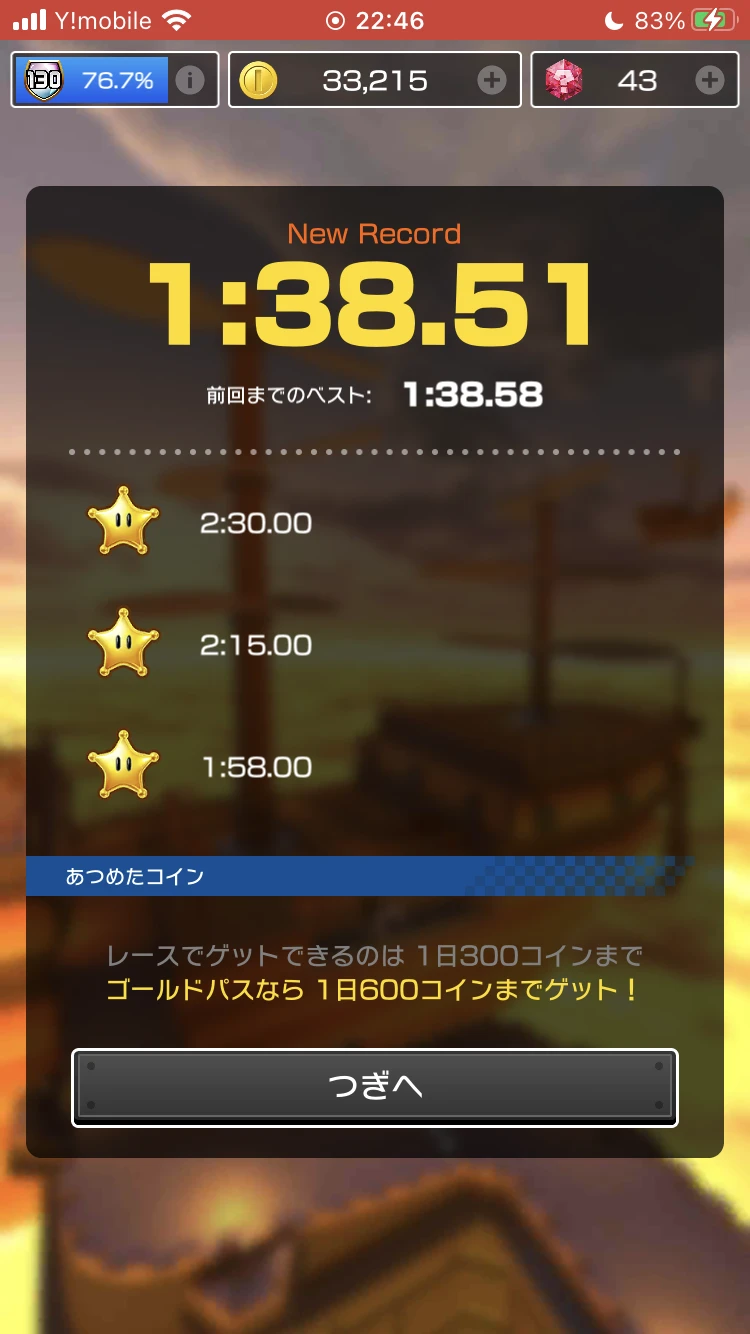 Y!mobile 22:46 83%
130 76.7% i 33,215 + 43 +
New Record
1:38.51
前回までのベスト: 1:38.58
2:30.00
2:15.00
1:58.00
あつめたコイン
レースでゲットできるのは 1日300コインまで
ゴールドパスなら 1日600コインまでゲット!
つぎへ